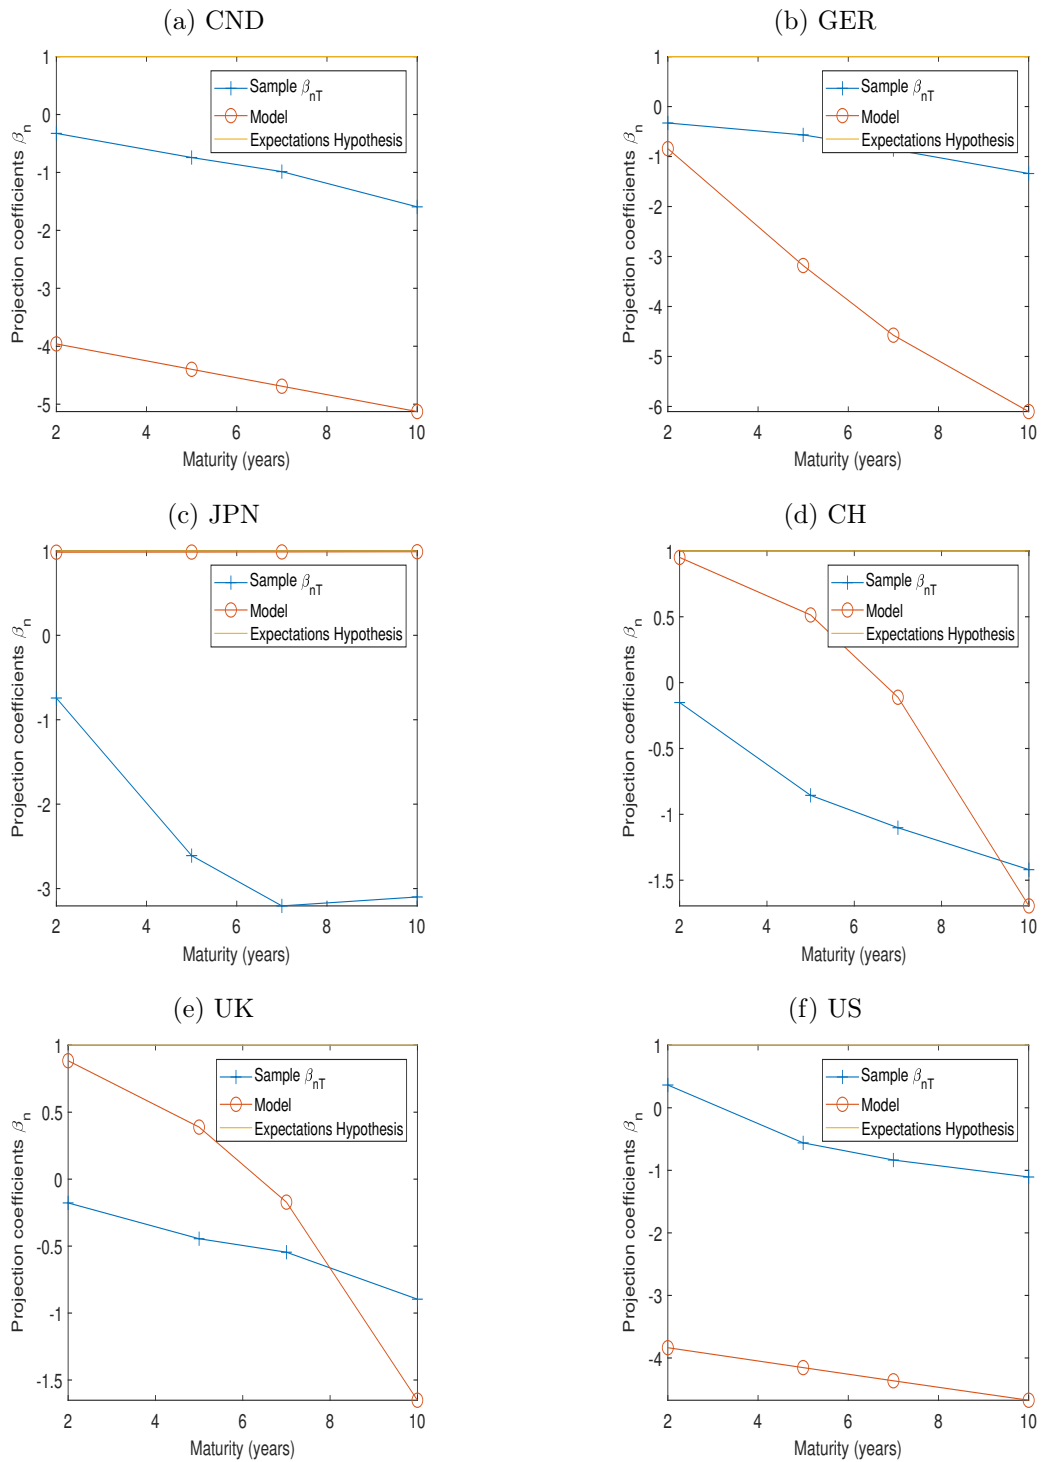 (a) CND
1
0
-1
-2
-3
-4
-5
2 4 6 8 10
Maturity (years)
Projection coefficients β_n
Sample β_nT
Model
Expectations Hypothesis
(b) GER
1
0
-1
-2
-3
-4
-5
-6
2 4 6 8 10
Maturity (years)
Projection coefficients β_n
Sample β_nT
Model
Expectations Hypothesis
(c) JPN
1
0
-1
-2
-3
2 4 6 8 10
Maturity (years)
Projection coefficients β_n
Sample β_nT
Model
Expectations Hypothesis
(d) CH
1
0.5
0
-0.5
-1
-1.5
2 4 6 8 10
Maturity (years)
Projection coefficients β_n
Sample β_nT
Model
Expectations Hypothesis
(e) UK
1
0.5
0
-0.5
-1
-1.5
2 4 6 8 10
Maturity (years)
Projection coefficients β_n
Sample β_nT
Model
Expectations Hypothesis
(f) US
1
0
-1
-2
-3
-4
2 4 6 8 10
Maturity (years)
Projection coefficients β_n
Sample β_nT
Model
Expectations Hypothesis